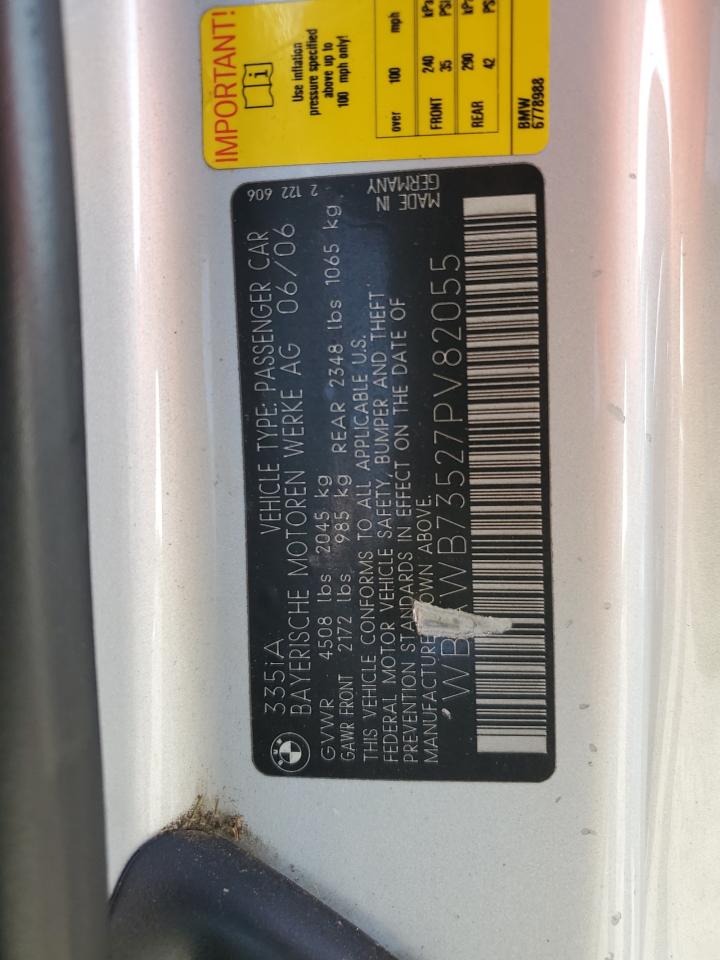 IMPORTANT!
Use inflation
pressure specified
above up to
100 mph only!
over 100 mph
FRONT 240 35
REAR 290 42
BMW
6778988
335iA VEHICLE TYPE: PASSENGER CAR 2 122 606
BAYERISCHE MOTOREN WERKE AG 06/06
GVWR 4508 lbs 2045 kg
GAWR FRONT 2172 lbs 985 kg REAR 2348 lbs 1065 kg
THIS VEHICLE CONFORMS TO ALL APPLICABLE U.S.
FEDERAL MOTOR VEHICLE SAFETY, BUMPER AND THEFT
PREVENTION STANDARDS IN EFFECT ON THE DATE OF
MANUFACTURE OWN ABOVE.
MADE IN
GERMANY
WB WB73527PV82055